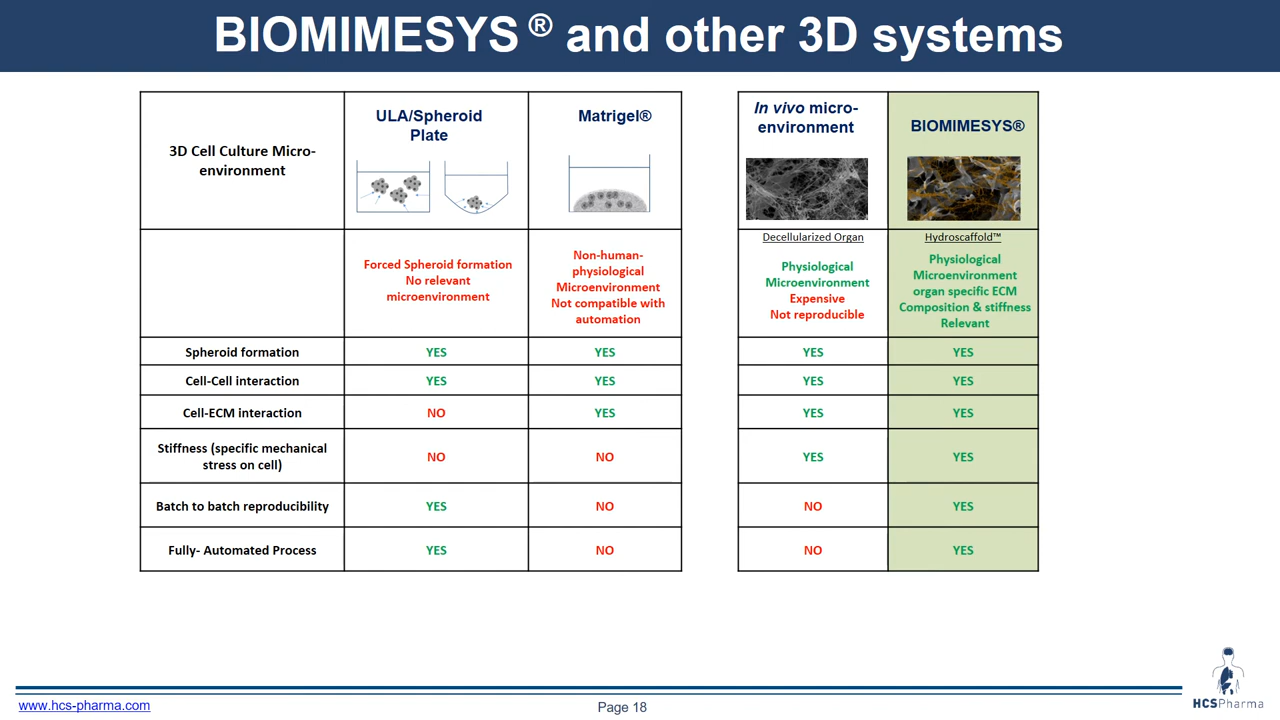 BIOMIMESYS ® and other 3D systems
3D Cell Culture Micro-
environment
ULA/Spheroid
Plate
Matrigel®
In vivo micro-
environment
BIOMIMESYS®
Forced Spheroid formation
No relevant
microenvironment
Non-human-
physiological
Microenvironment
Not compatible with
automation
Decellularized Organ
Physiological
Microenvironment
Expensive
Not reproducible
Hydroscaffold™
Physiological
Microenvironment
organ specific ECM
Composition & stiffness
Relevant
Spheroid formation YES YES YES YES
Cell-Cell interaction YES YES YES YES
Cell-ECM interaction NO YES YES YES
Stiffness (specific mechanical
stress on cell) NO NO YES YES
Batch to batch reproducibility YES NO NO YES
Fully- Automated Process YES NO NO YES
www.hcs-pharma.com
Page 18
HCSPharma